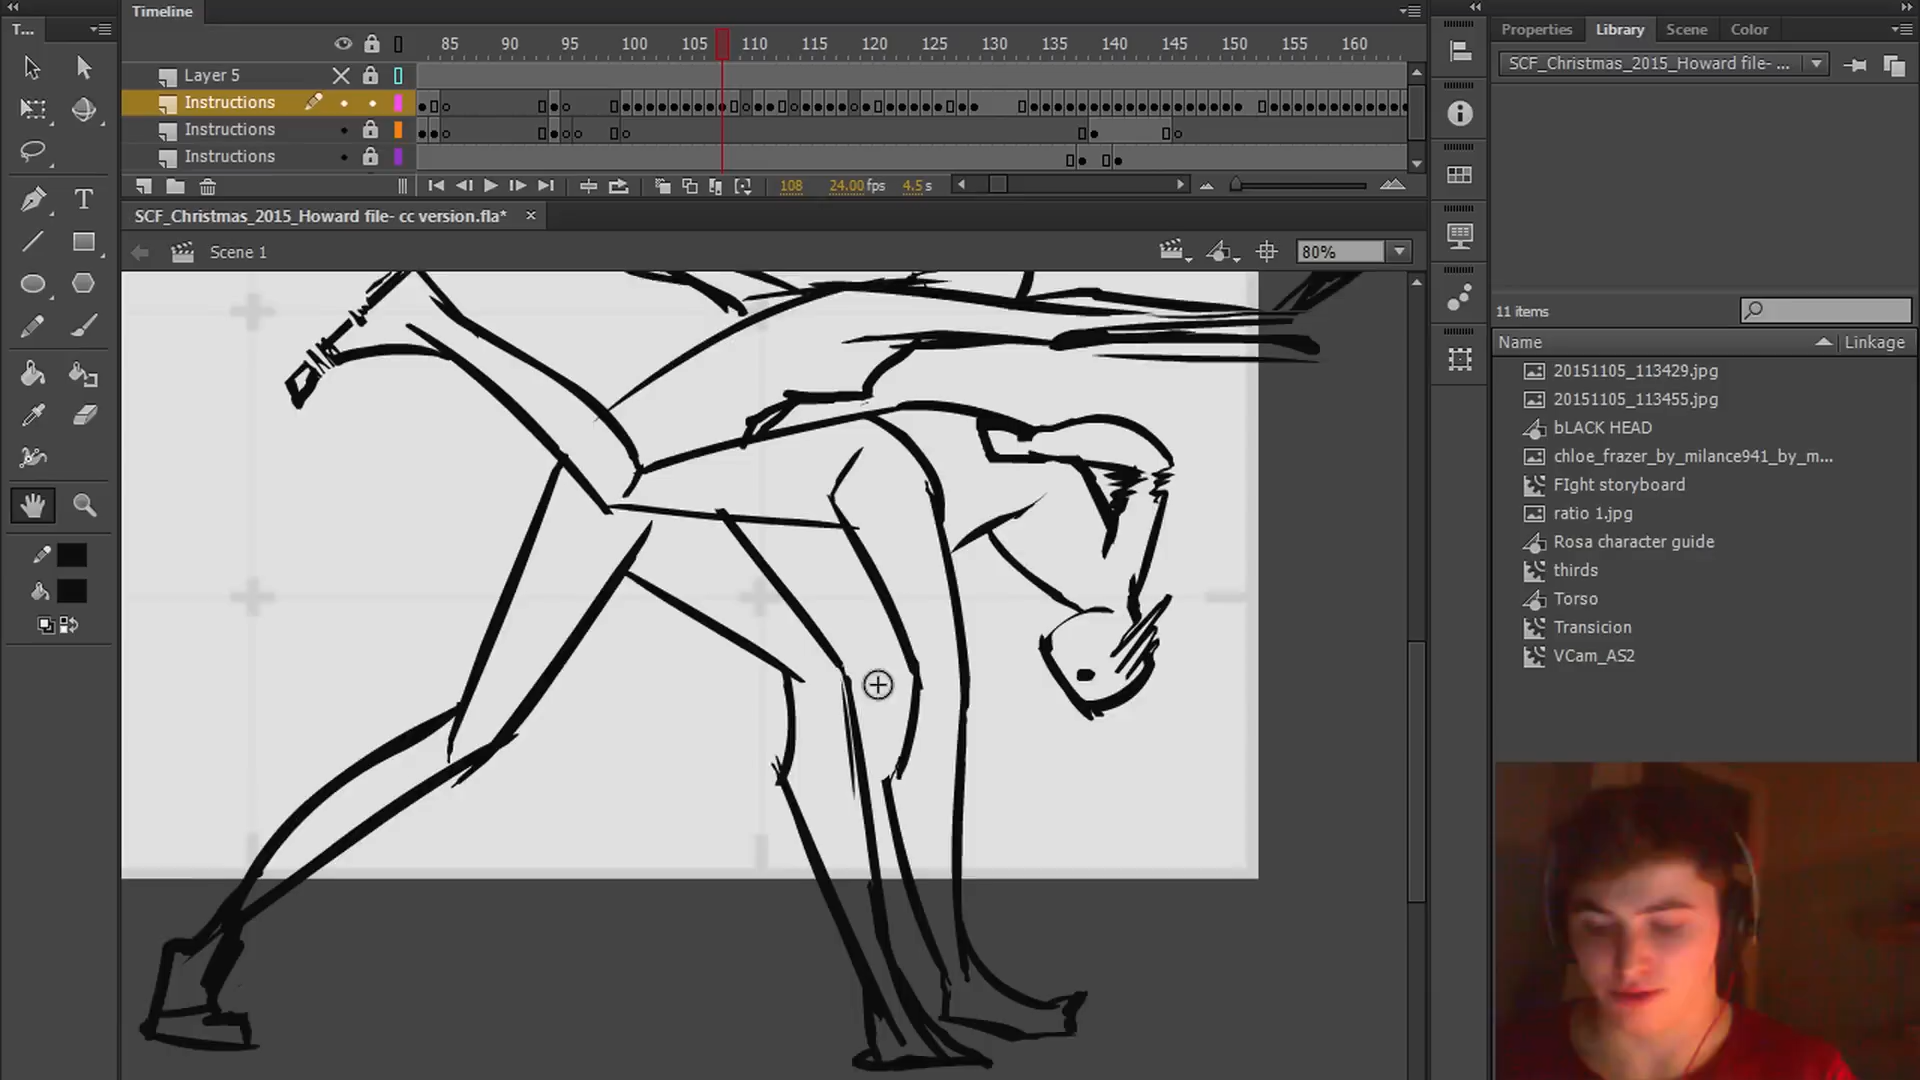 T...
Timeline
Properties
Library
Scene
Color
85 90 95 100 105 110 115 120 125 130 135 140 145 150 155 160
SCF_Christmas_2015_Howard file- ...
Layer 5
Instructions
Instructions
Instructions
T
108 24.00 fps 4.5 s
SCF_Christmas_2015_Howard file- cc version.fla*
Scene 1
80%
11 items
Name
Linkage
20151105_113429.jpg
20151105_113455.jpg
bLACK HEAD
chloe_frazer_by_milance941_by_m...
FIght storyboard
ratio 1.jpg
Rosa character guide
thirds
Torso
Transicion
VCam_AS2